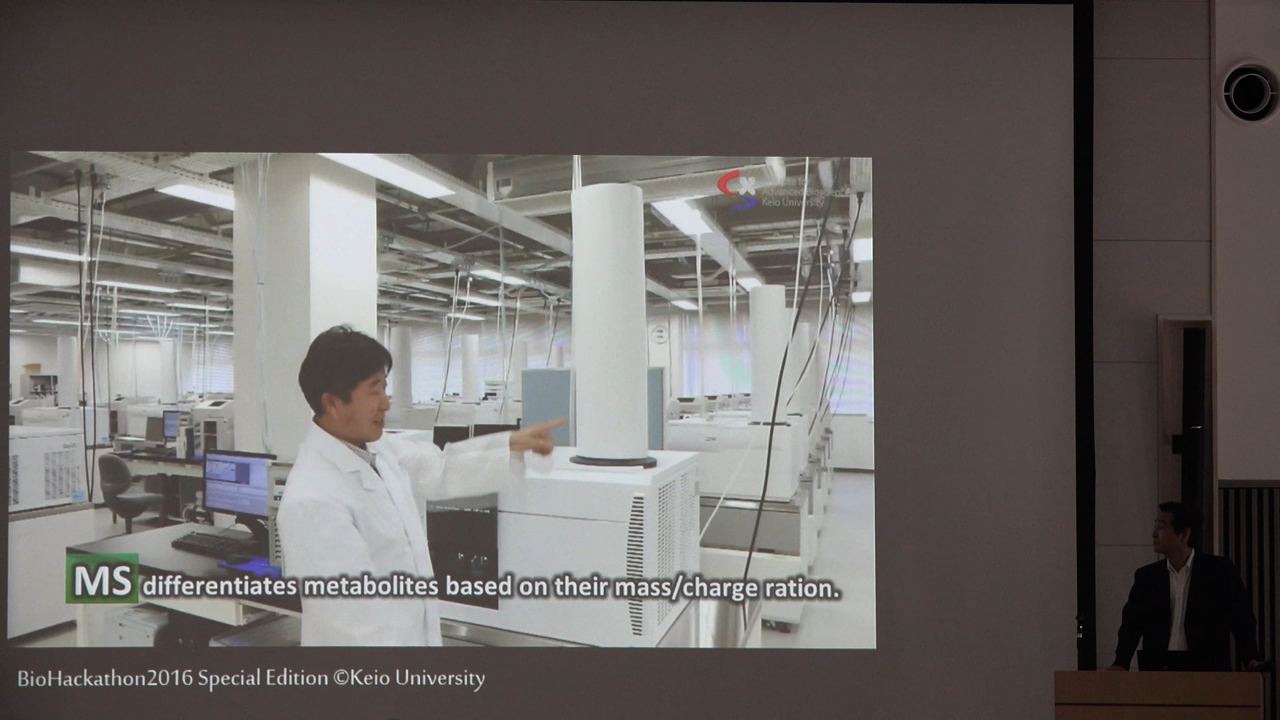 Keio University
MS differentiates metabolites based on their mass/charge ration.
BioHackathon2016 Special Edition ©Keio University